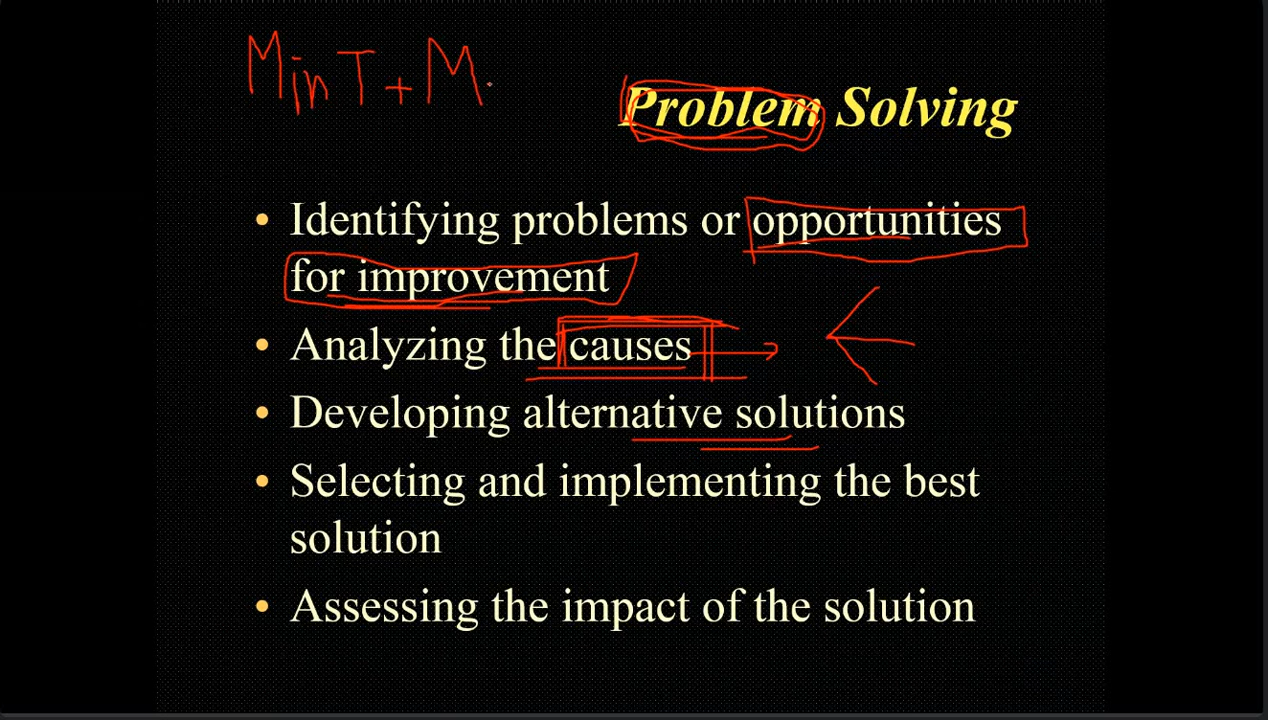 Min T + M
Problem Solving
• Identifying problems or opportunities
for improvement
• Analyzing the causes
• Developing alternative solutions
• Selecting and implementing the best
solution
• Assessing the impact of the solution